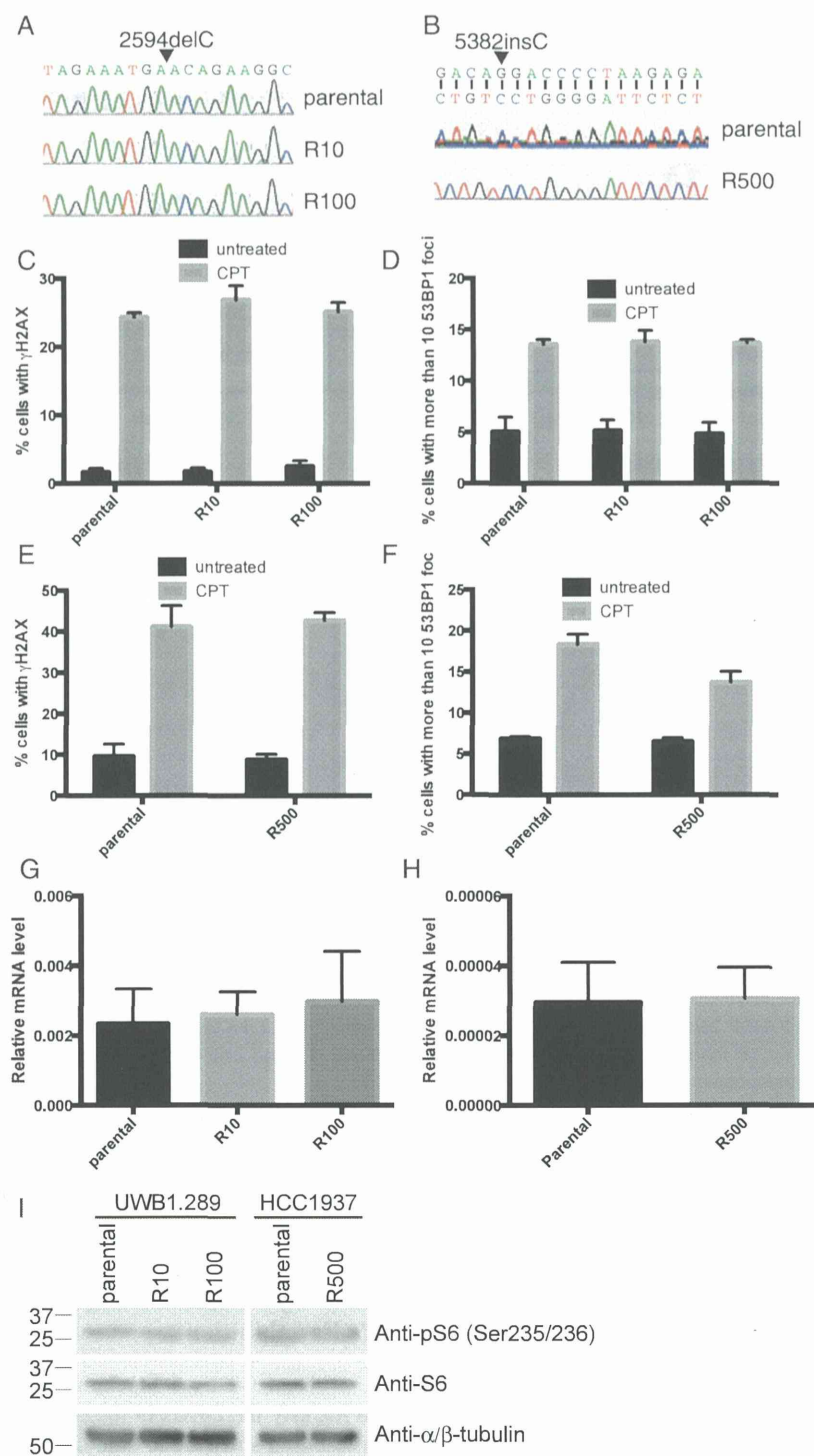 A
2594delC
TAGAAATGAACAGAAGGC
parental
R10
R100
B
5382insC
GACAGGACCCCTAAGAGA
CTGTCCTGGGGATTCTCT
parental
R500
C
untreated
CPT
% cells with γH2AX
30
20
10
0
parental
R10
R100
D
untreated
CPT
% cells with more than 10 53BP1 foci
20
15
10
5
0
parental
R10
R100
E
untreated
CPT
% cells with γH2AX
50
40
30
20
10
0
parental
R500
F
untreated
CPT
% cells with more than 10 53BP1 foc
25
20
15
10
5
0
parental
R500
G
Relative mRNA level
0.006
0.004
0.002
0.000
parental
R10
R100
H
Relative mRNA level
0.00006
0.00004
0.00002
0.00000
Parental
R500
I
UWB1.289
HCC1937
parental
R10
R100
parental
R500
37
25
Anti-pS6 (Ser235/236)
37
25
Anti-S6
50
Anti-α/β-tubulin